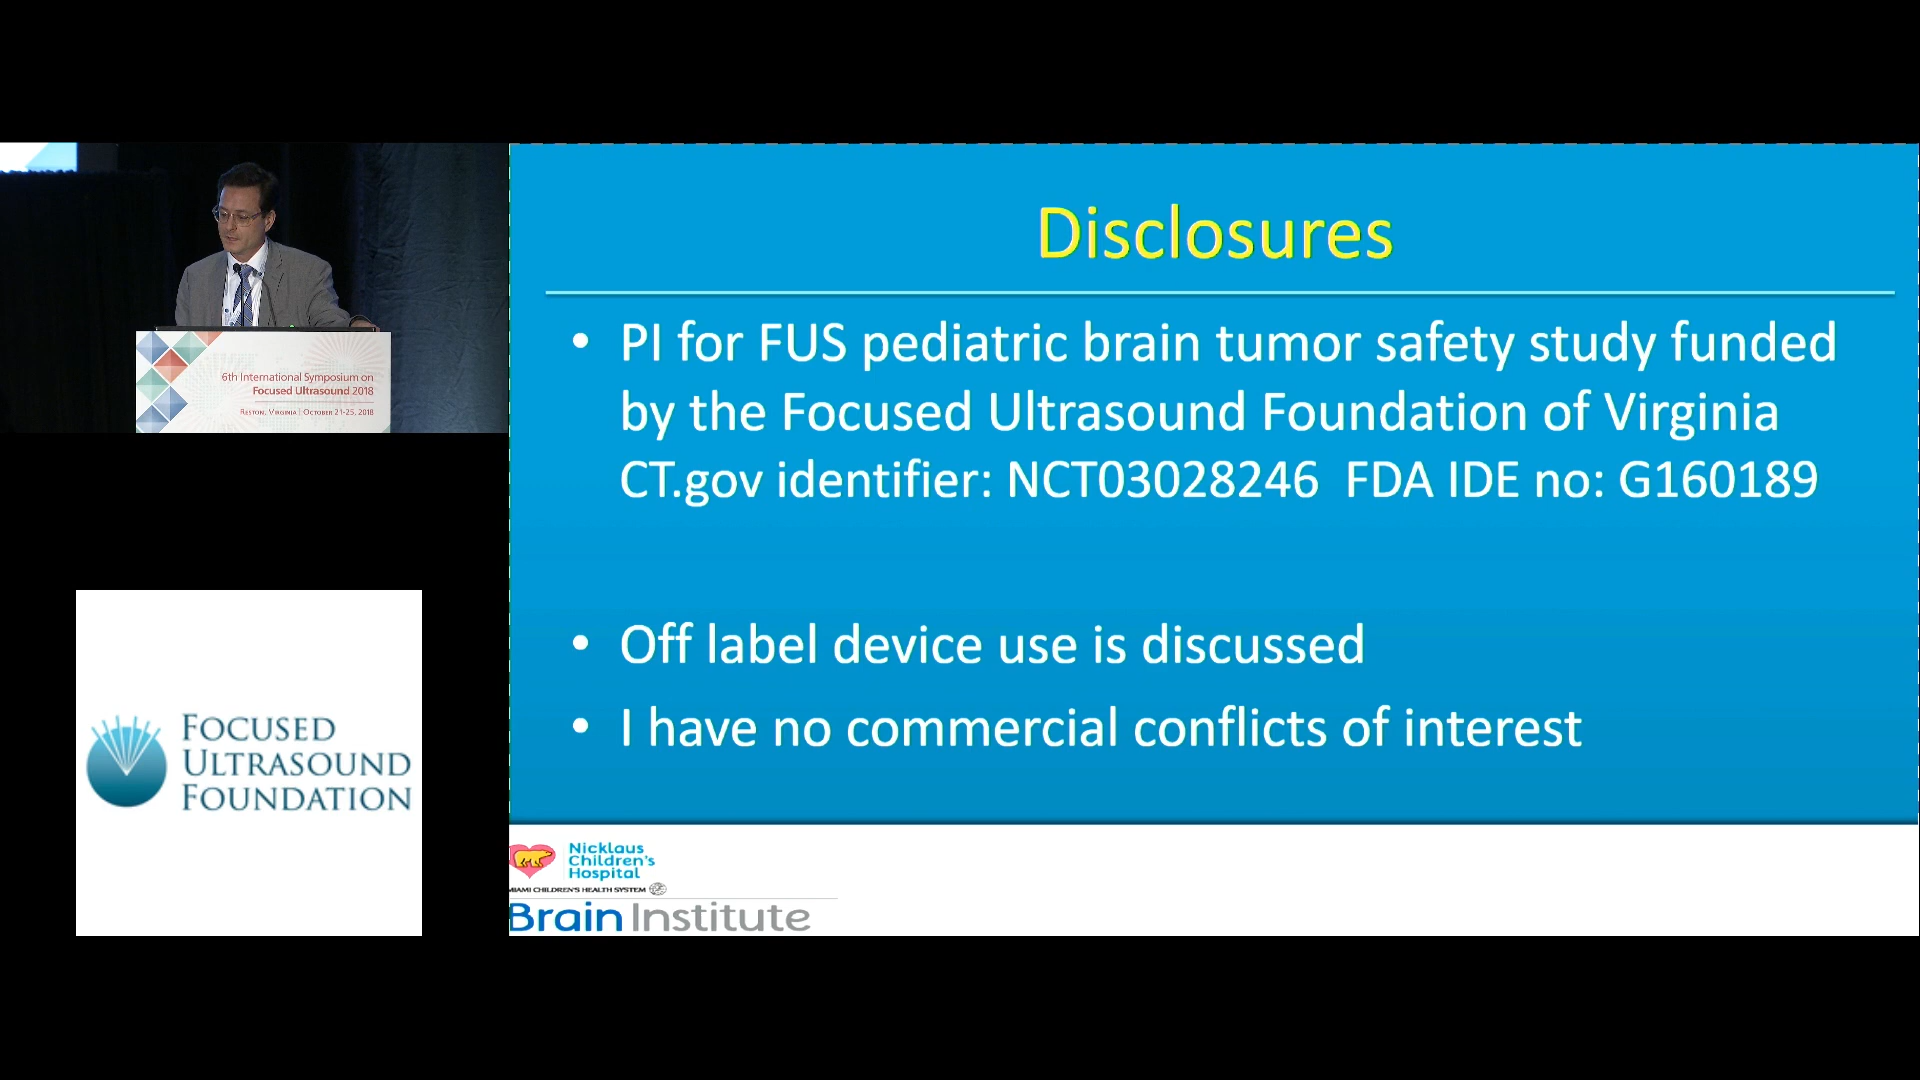 6th International Symposium on
Focused Ultrasound 2018
Reston, Virginia | October 21-25, 2018
FOCUSED
ULTRASOUND
FOUNDATION
Disclosures
• PI for FUS pediatric brain tumor safety study funded
by the Focused Ultrasound Foundation of Virginia
CT.gov identifier: NCT03028246 FDA IDE no: G160189
• Off label device use is discussed
• I have no commercial conflicts of interest
Nicklaus
Children's
Hospital
MIAMI CHILDREN'S HEALTH SYSTEM
Brain Institute